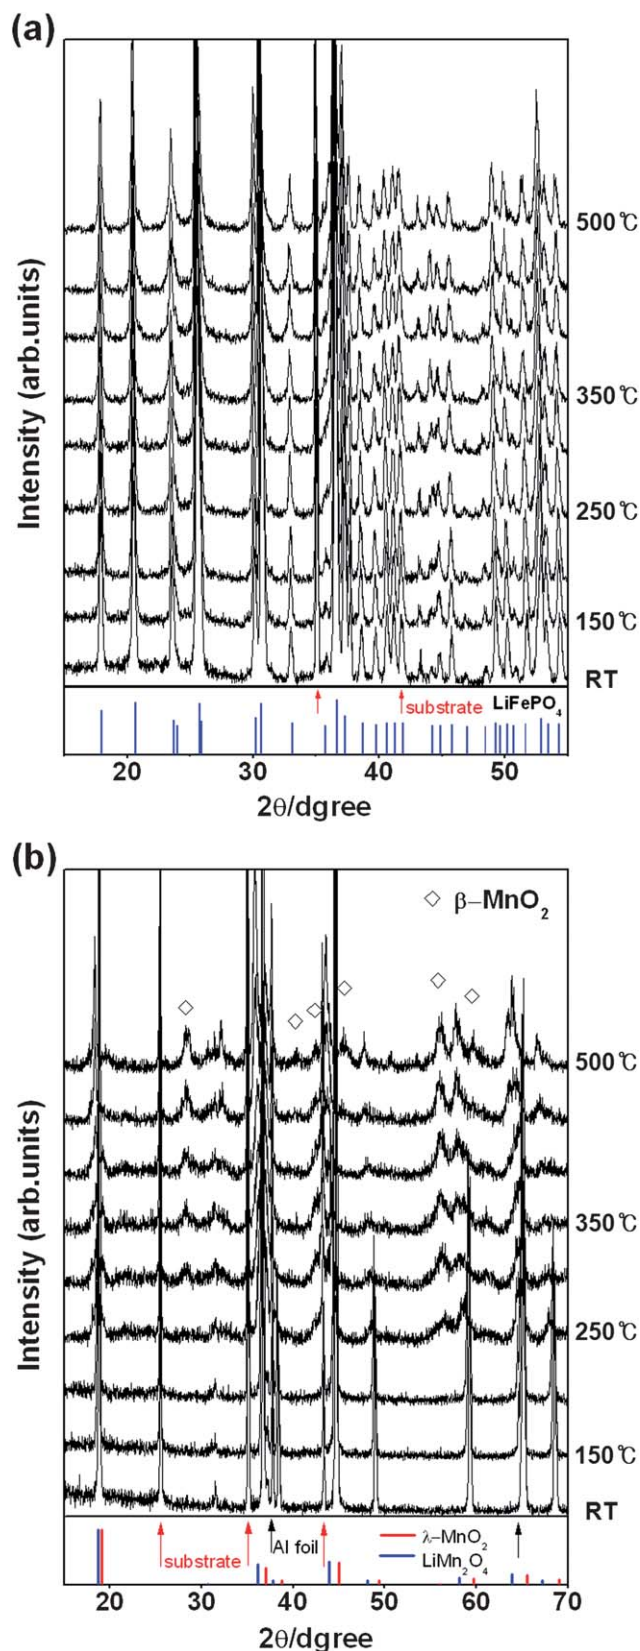 (a)
Intensity (arb.units)
500℃
350℃
250℃
150℃
RT
substrate
LiFePO4
20 30 40 50
2θ/dgree
(b)
◇ β−MnO2
Intensity (arb.units)
500℃
350℃
250℃
150℃
RT
substrate
Al foil
λ−MnO2
LiMn2O4
20 30 40 50 60 70
2θ/dgree